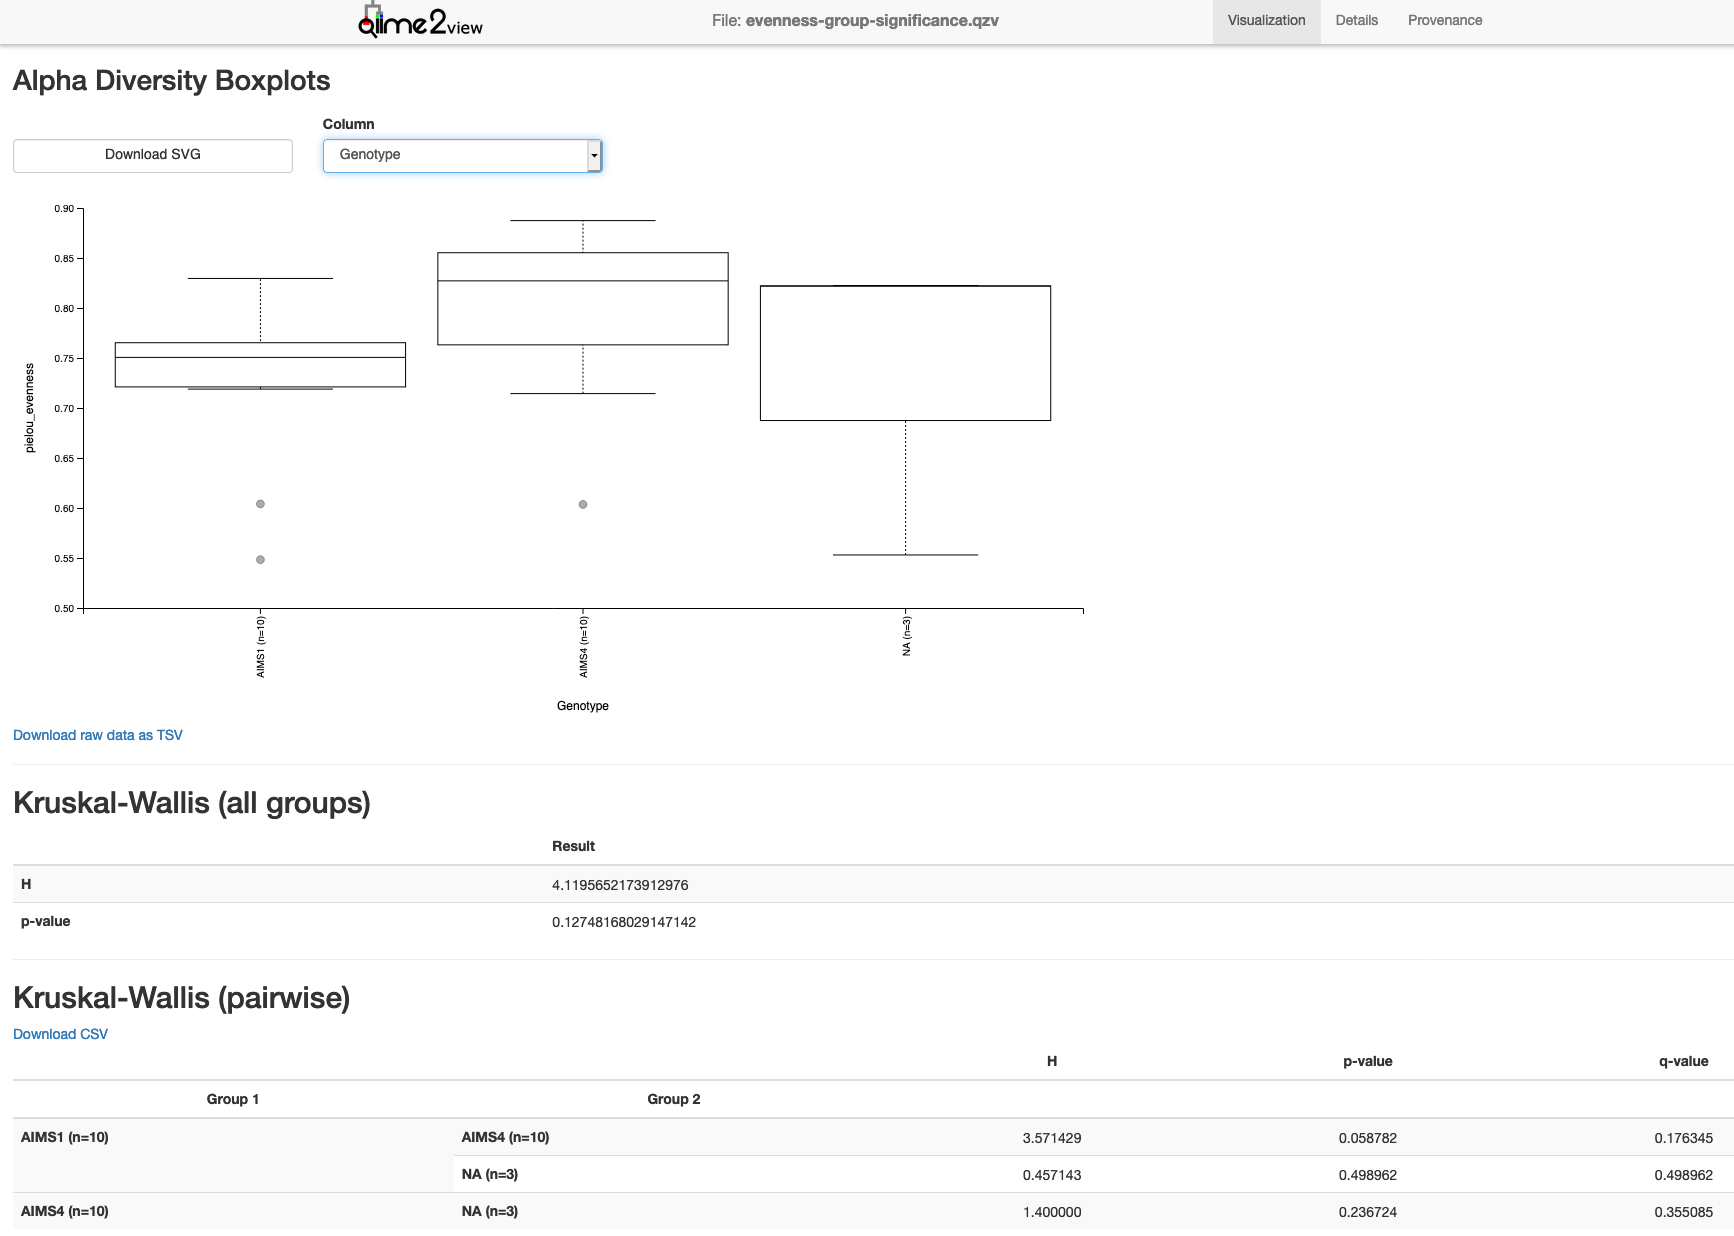 qiime2view
File: evenness-group-significance.qzv
Visualization
Details
Provenance
Alpha Diversity Boxplots
Column
Download SVG
Genotype
0.90
0.85
0.80
0.75
0.70
0.65
0.60
0.55
0.50
pielou_evenness
AIMS1 (n=10)
AIMS4 (n=10)
NA (n=3)
Genotype
Download raw data as TSV
Kruskal-Wallis (all groups)
Result
H 4.1195652173912976
p-value 0.12748168029147142
Kruskal-Wallis (pairwise)
Download CSV
H p-value q-value
Group 1 Group 2
AIMS1 (n=10) AIMS4 (n=10) 3.571429 0.058782 0.176345
NA (n=3) 0.457143 0.498962 0.498962
AIMS4 (n=10) NA (n=3) 1.400000 0.236724 0.355085